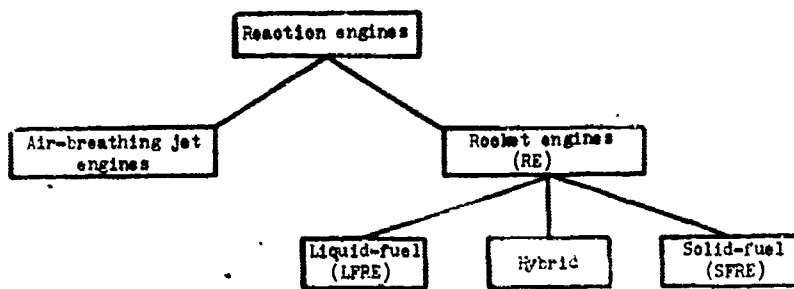 Reaction engines
Air-breathing jet
engines
Rocket engines
(RE)
Liquid-fuel
(LFRE)
Hybrid
Solid-fuel
(SFRE)